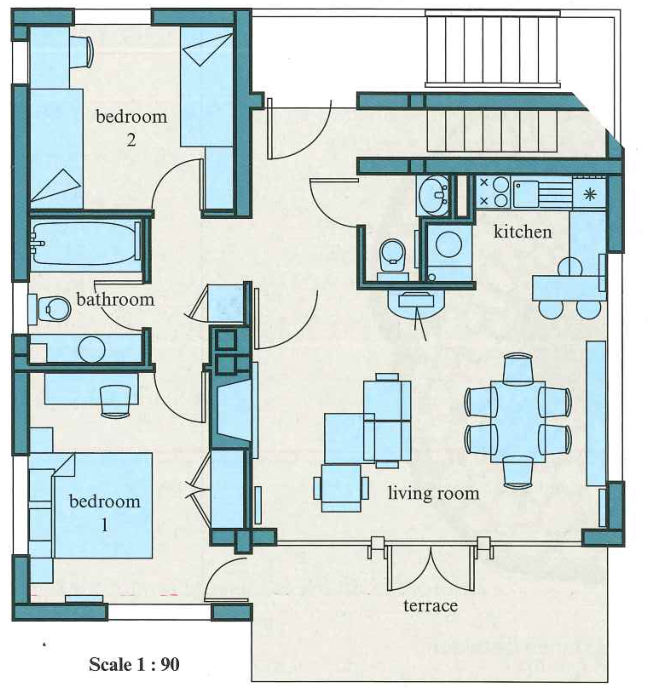 bedroom
2
kitchen
bathroom
bedroom
1
living room
terrace
Scale 1 : 90